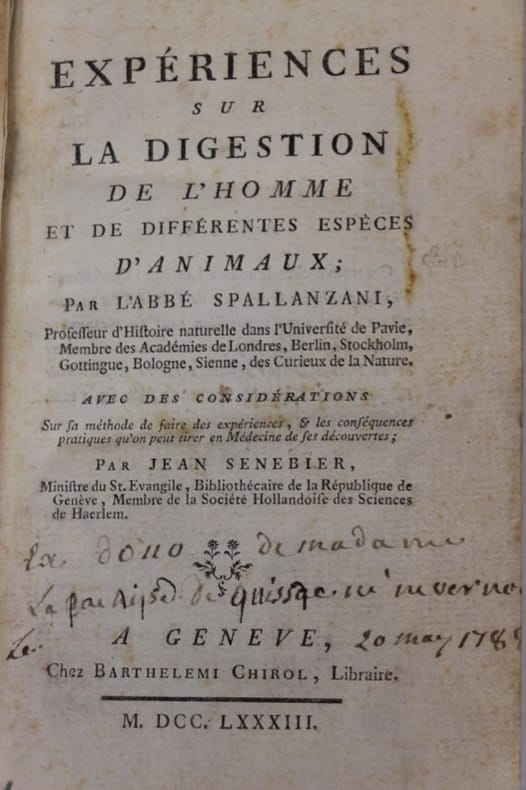 EXPÉRIENCES
SUR
LA DIGESTION
DE L'HOMME
ET DE DIFFÉRENTES ESPÈCES
D'ANIMAUX;
PAR L'ABBÉ SPALLANZANI,
Profeſſeur d'Hiſtoire naturelle dans l'Univerſité de Pavie,
Membre des Académies de Londres, Berlin, Stockholm,
Gottingue, Bologne, Sienne, des Curieux de la Nature.
AVEC DES CONSIDÉRATIONS
Sur ſa méthode de faire des expériences, & les conſéquences
pratiques qu'on peut tirer en Médecine de ſes découvertes;
PAR JEAN SENEBIER,
Miniſtre du St. Evangile, Bibliothécaire de la République de
Genève, Membre de la Société Hollandoiſe des Sciences
de Haerlem.
Ex dono de madame
La de
A GENEVE,
Le 20 may
Chez BARTHELEMI CHIROL, Libraire.
M. DCC. LXXXIII.